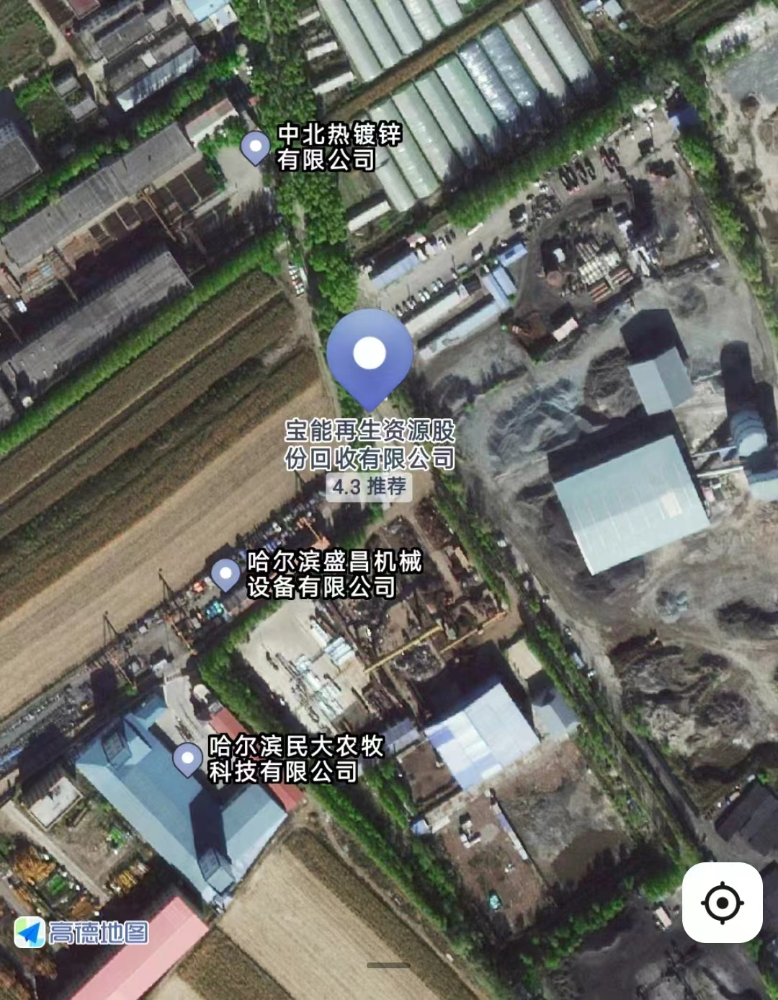 中北热镀锌
有限公司
宝能再生资源股
份回收有限公司
4.3 推荐
哈尔滨盛昌机械
设备有限公司
哈尔滨民大农牧
科技有限公司
高德地图